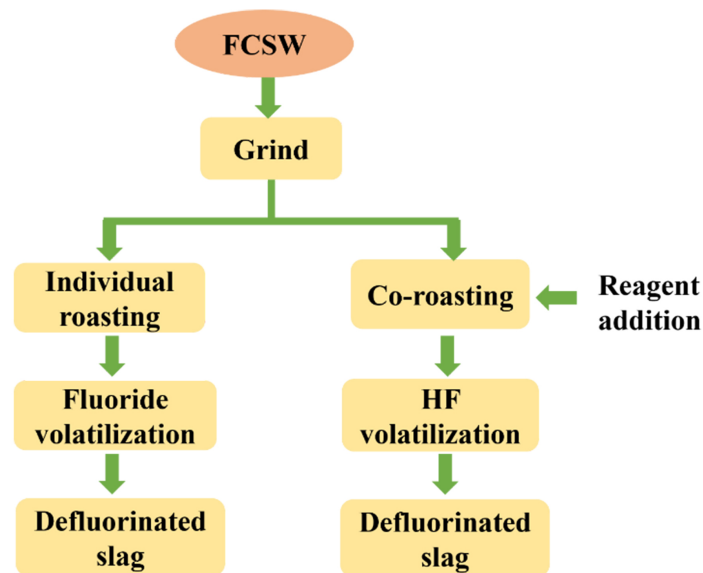 FCSW
Grind
Individual
roasting
Co-roasting
Reagent
addition
Fluoride
volatilization
HF
volatilization
Defluorinated
slag
Defluorinated
slag